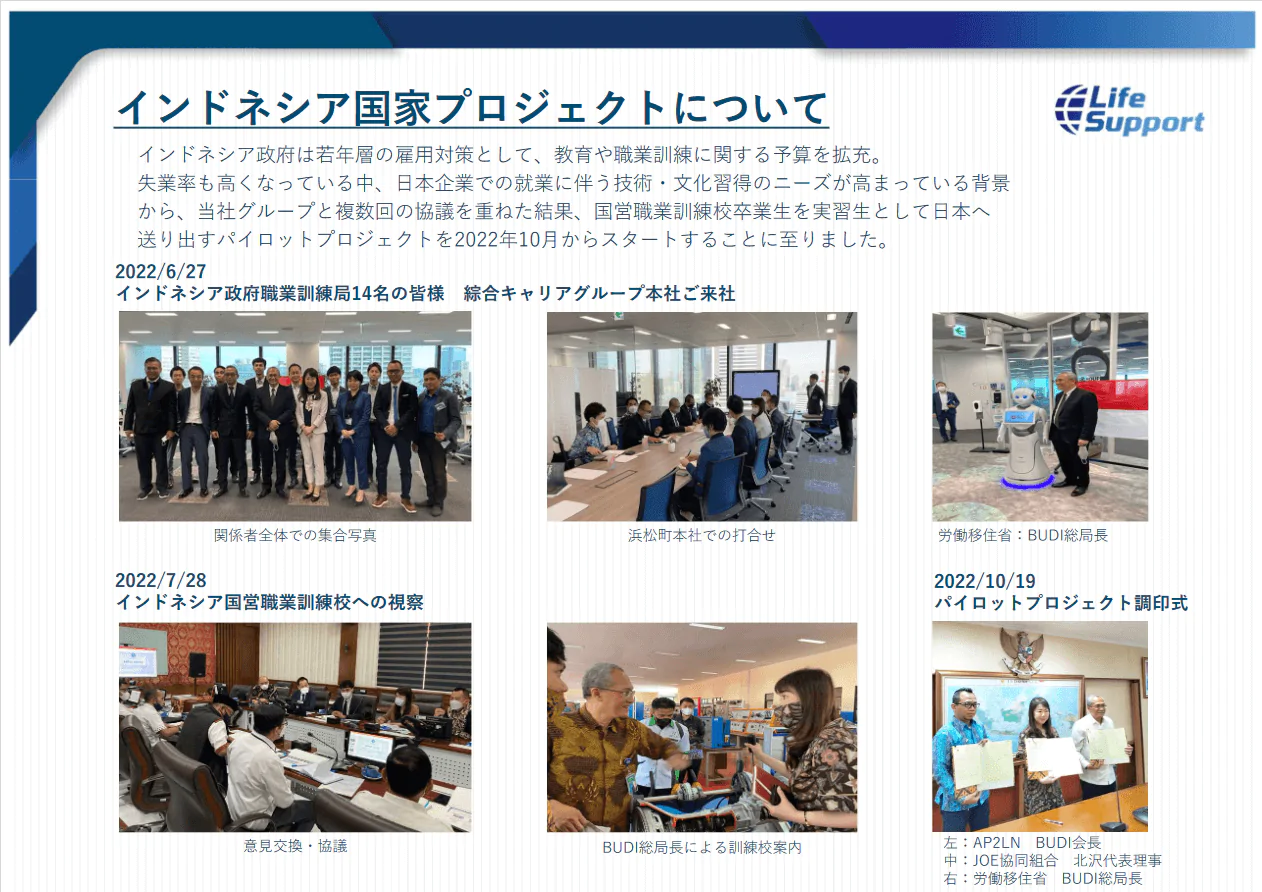 インドネシア国家プロジェクトについて
Life
Support
インドネシア政府は若年層の雇用対策として、教育や職業訓練に関する予算を拡充。
失業率も高くなっている中、日本企業での就業に伴う技術・文化習得のニーズが高まっている背景
から、当社グループと複数回の協議を重ねた結果、国営職業訓練校卒業生を実習生として日本へ
送り出すパイロットプロジェクトを2022年10月からスタートすることに至りました。
2022/6/27
インドネシア政府職業訓練局14名の皆様　綜合キャリアグループ本社ご来社
関係者全体での集合写真
浜松町本社での打合せ
労働移住省：BUDI総局長
2022/7/28
インドネシア国営職業訓練校への視察
2022/10/19
パイロットプロジェクト調印式
意見交換・協議
BUDI総局長による訓練校案内
左：AP2LN　BUDI会長
中：JOE協同組合　北沢代表理事
右：労働移住省　BUDI総局長